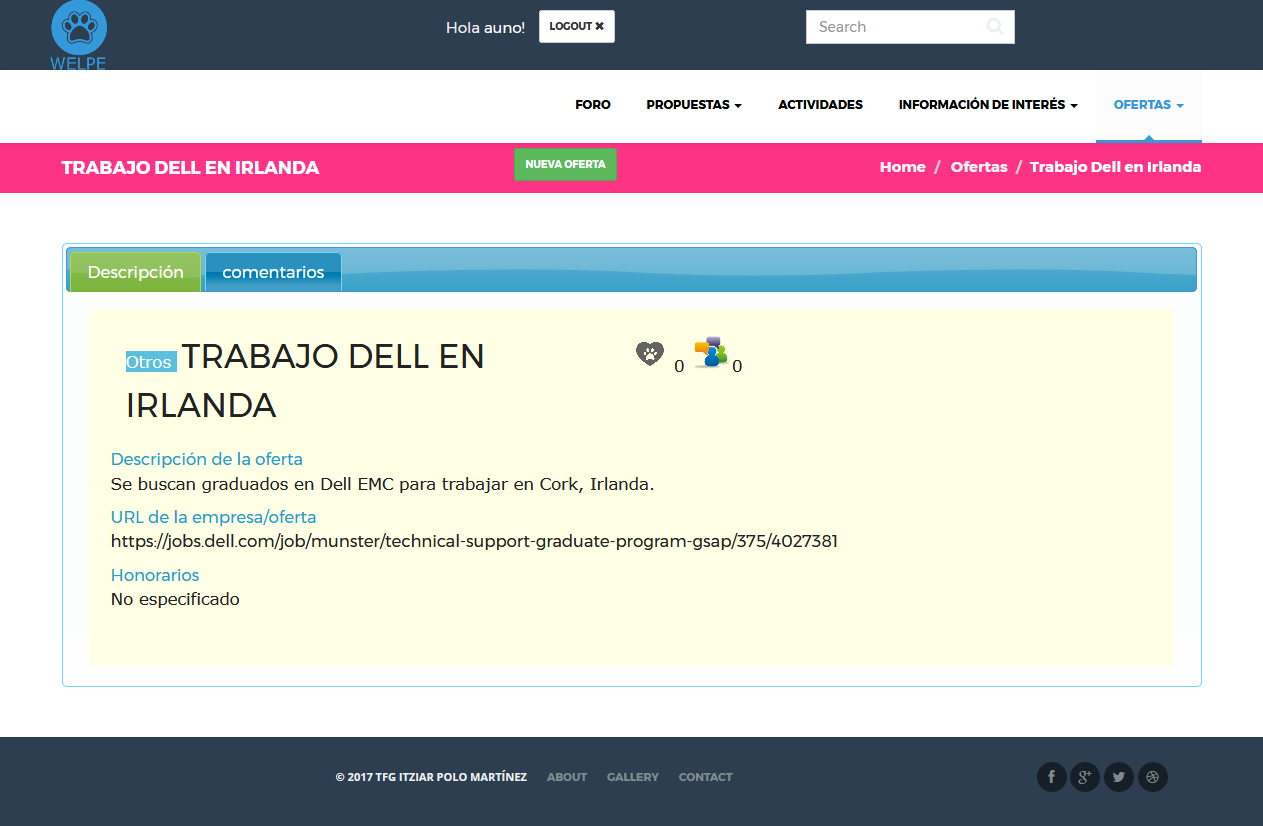 WELPE
Hola auno!
LOGOUT ✖
Search
FORO
PROPUESTAS
ACTIVIDADES
INFORMACIÓN DE INTERÉS
OFERTAS
TRABAJO DELL EN IRLANDA
NUEVA OFERTA
Home / Ofertas / Trabajo Dell en Irlanda
Descripción
comentarios
Otros TRABAJO DELL EN
IRLANDA
0
0
Descripción de la oferta
Se buscan graduados en Dell EMC para trabajar en Cork, Irlanda.
URL de la empresa/oferta
https://jobs.dell.com/job/munster/technical-support-graduate-program-gsap/375/4027381
Honorarios
No especificado
© 2017 TFG ITZIAR POLO MARTÍNEZ
ABOUT
GALLERY
CONTACT